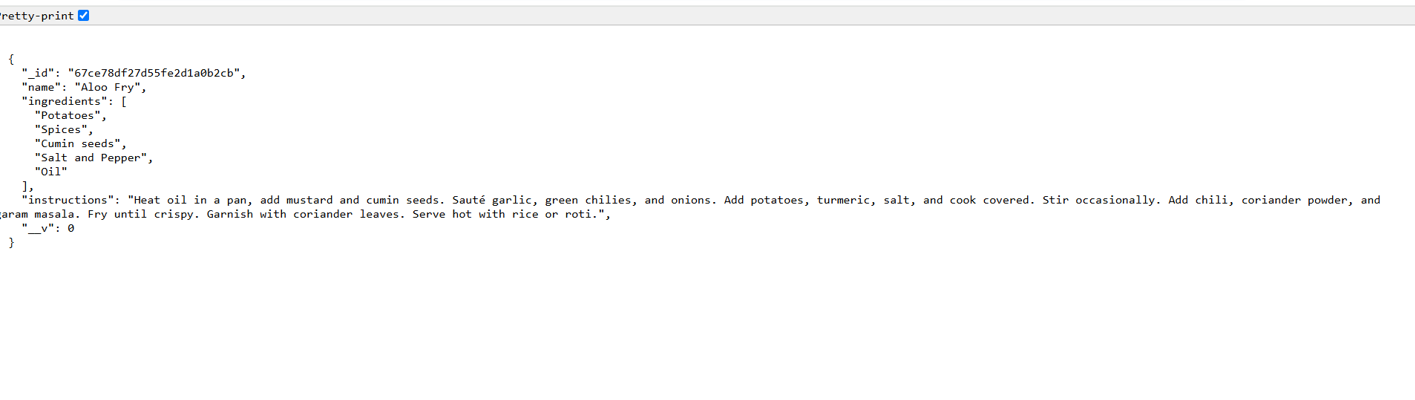 Pretty-print
{
"_id": "67ce78df27d55fe2d1a0b2cb",
"name": "Aloo Fry",
"ingredients": [
"Potatoes",
"Spices",
"Cumin seeds",
"Salt and Pepper",
"Oil"
],
"instructions": "Heat oil in a pan, add mustard and cumin seeds. Sauté garlic, green chilies, and onions. Add potatoes, turmeric, salt, and cook covered. Stir occasionally. Add chili, coriander powder, and
garam masala. Fry until crispy. Garnish with coriander leaves. Serve hot with rice or roti.",
"__v": 0
}